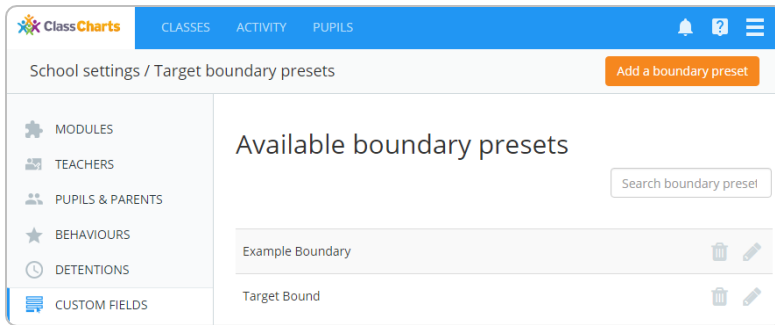 ClassCharts CLASSES ACTIVITY PUPILS
School settings / Target boundary presets Add a boundary preset
MODULES
TEACHERS
PUPILS & PARENTS
BEHAVIOURS
DETENTIONS
CUSTOM FIELDS
Available boundary presets
Search boundary preset
Example Boundary
Target Bound